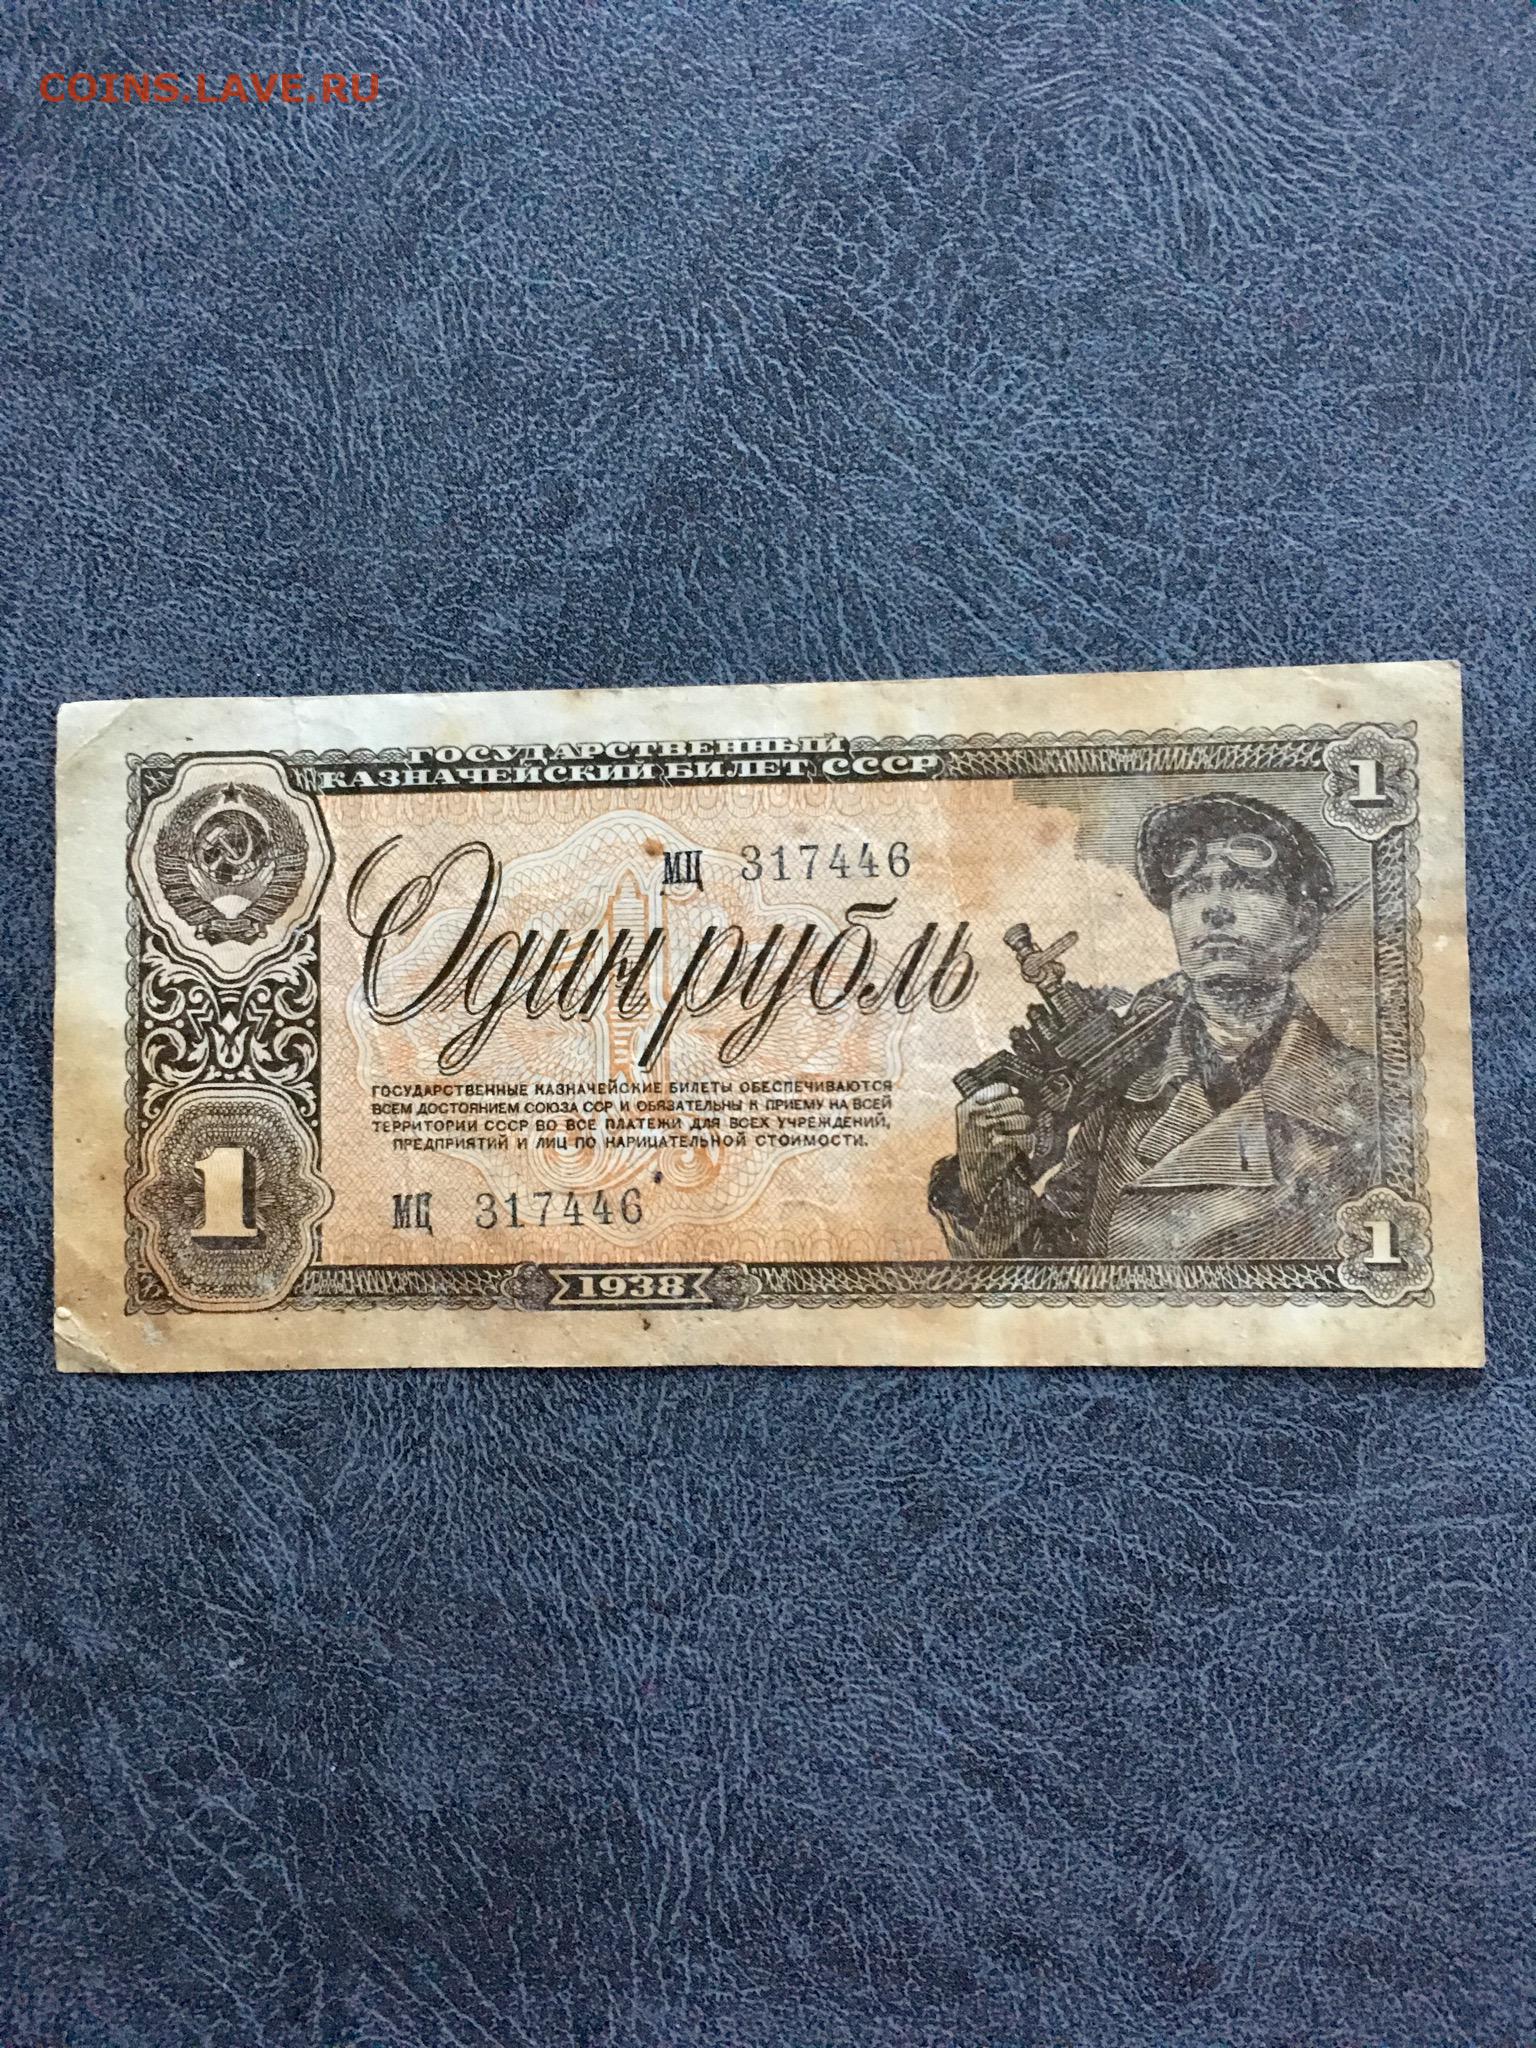 COINS.LAVE.RU
ГОСУДАРСТВЕННЫЙ
КАЗНАЧЕЙСКИЙ БИЛЕТ СССР
1
МЦ 317446
Один рубль
ГОСУДАРСТВЕННЫЕ КАЗНАЧЕЙСКИЕ БИЛЕТЫ ОБЕСПЕЧИВАЮТСЯ
ВСЕМ ДОСТОЯНИЕМ СОЮЗА ССР И ОБЯЗАТЕЛЬНЫ К ПРИЕМУ НА ВСЕЙ
ТЕРРИТОРИИ СССР ВО ВСЕ ПЛАТЕЖИ ДЛЯ ВСЕХ УЧРЕЖДЕНИЙ,
ПРЕДПРИЯТИЙ И ЛИЦ ПО НАРИЦАТЕЛЬНОЙ СТОИМОСТИ.
1
МЦ 317446
1
1938